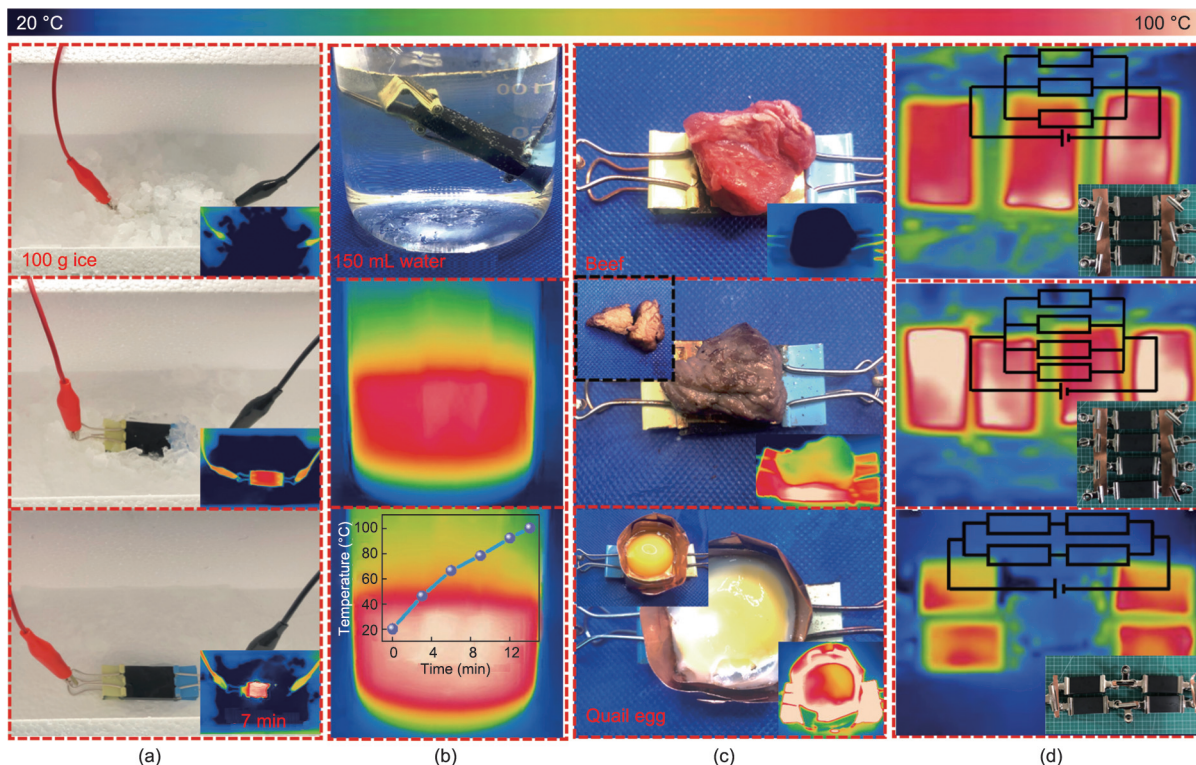 20 °C 100 °C
100 g ice
7 min
150 mL water
Temperature (°C)
100
80
60
40
20
0 4 8 12
Time (min)
Beef
Quail egg
(a) (b) (c) (d)